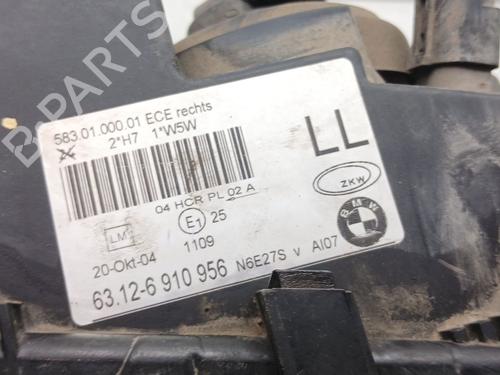 583.01.000.01 ECE rechts
2*H7 1*W5W
LL
04 HCR PL 02 A
ZKW
LM
E1 25
1109
BMW
20-Okt-04
63.12-6 910 956 N6E27S v AI07
B-PARTS